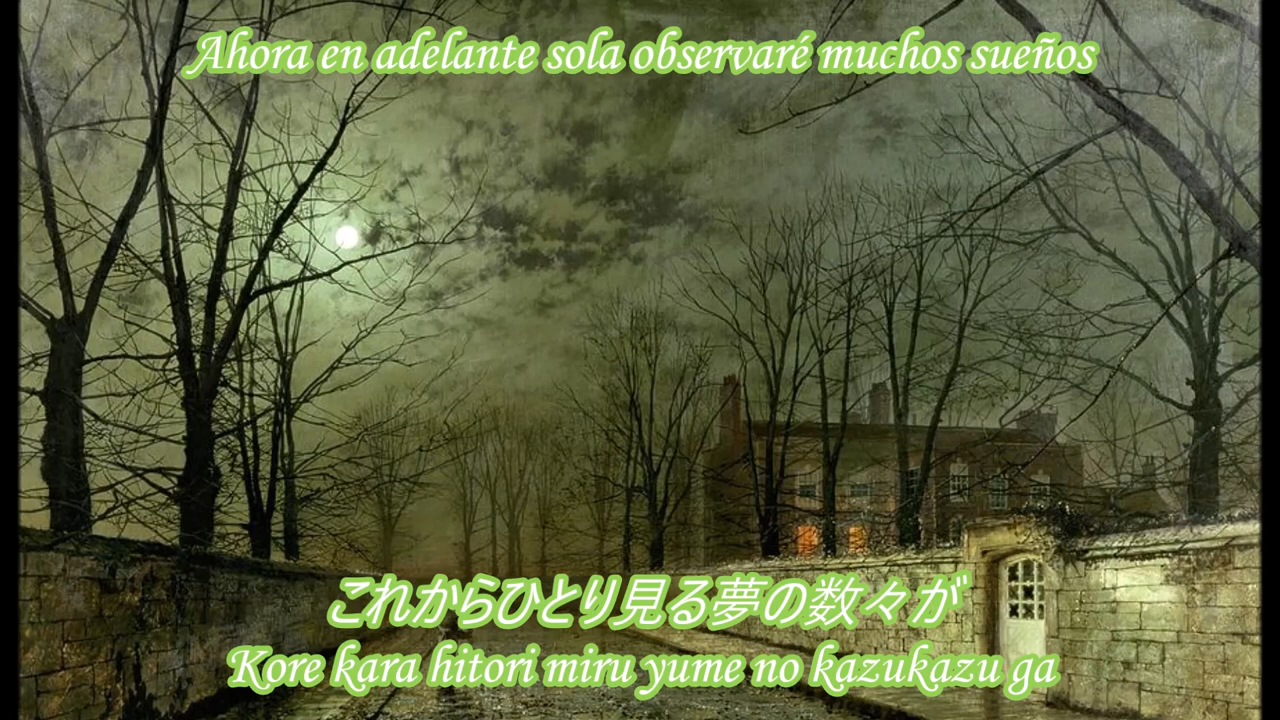 Ahora en adelante sola observaré muchos sueños
これからひとり見る夢の数々が
Kore kara hitori miru yume no kazukazu ga